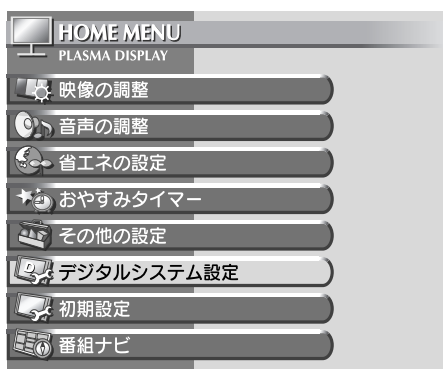 HOME MENU
PLASMA DISPLAY
映像の調整
音声の調整
省エネの設定
おやすみタイマー
その他の設定
デジタルシステム設定
初期設定
番組ナビ